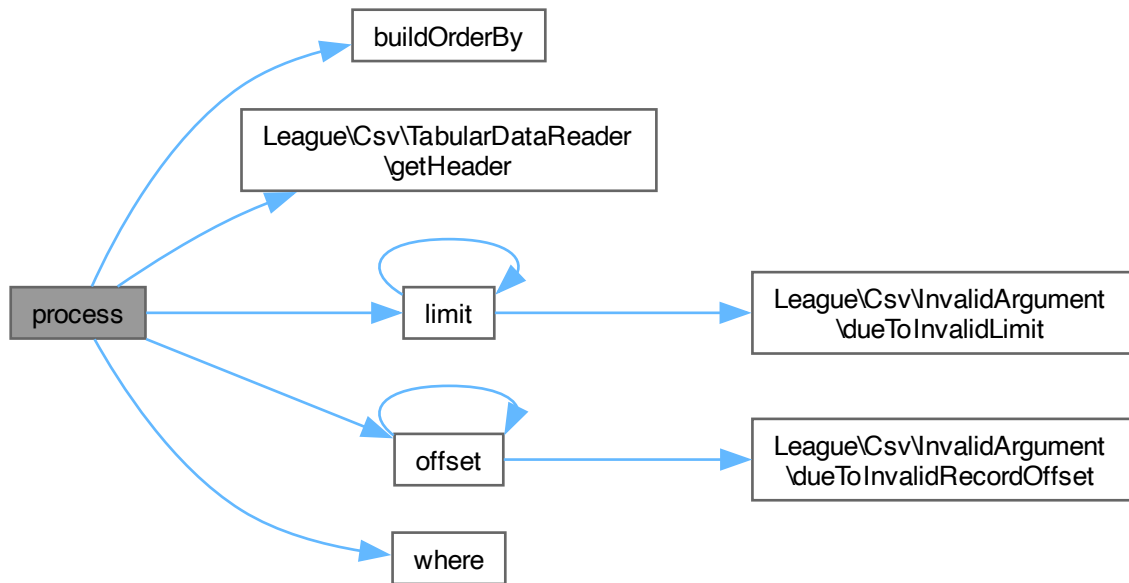 buildOrderBy
League\Csv\TabularDataReader
\getHeader
process
limit
League\Csv\InvalidArgument
\dueToInvalidLimit
offset
League\Csv\InvalidArgument
\dueToInvalidRecordOffset
where